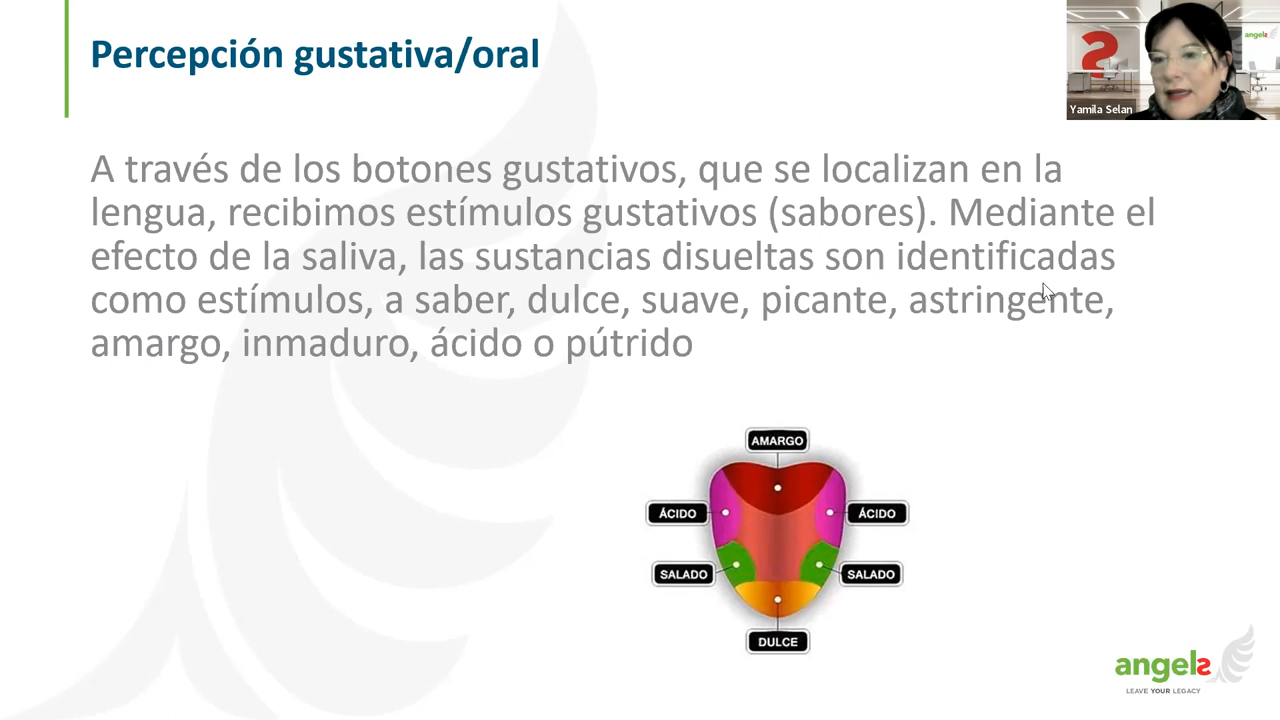 Percepción gustativa/oral
angels
Yamila Selan
A través de los botones gustativos, que se localizan en la
lengua, recibimos estímulos gustativos (sabores). Mediante el
efecto de la saliva, las sustancias disueltas son identificadas
como estímulos, a saber, dulce, suave, picante, astringente,
amargo, inmaduro, ácido o pútrido
AMARGO
ÁCIDO
ÁCIDO
SALADO
SALADO
DULCE
angels
LEAVE YOUR LEGACY